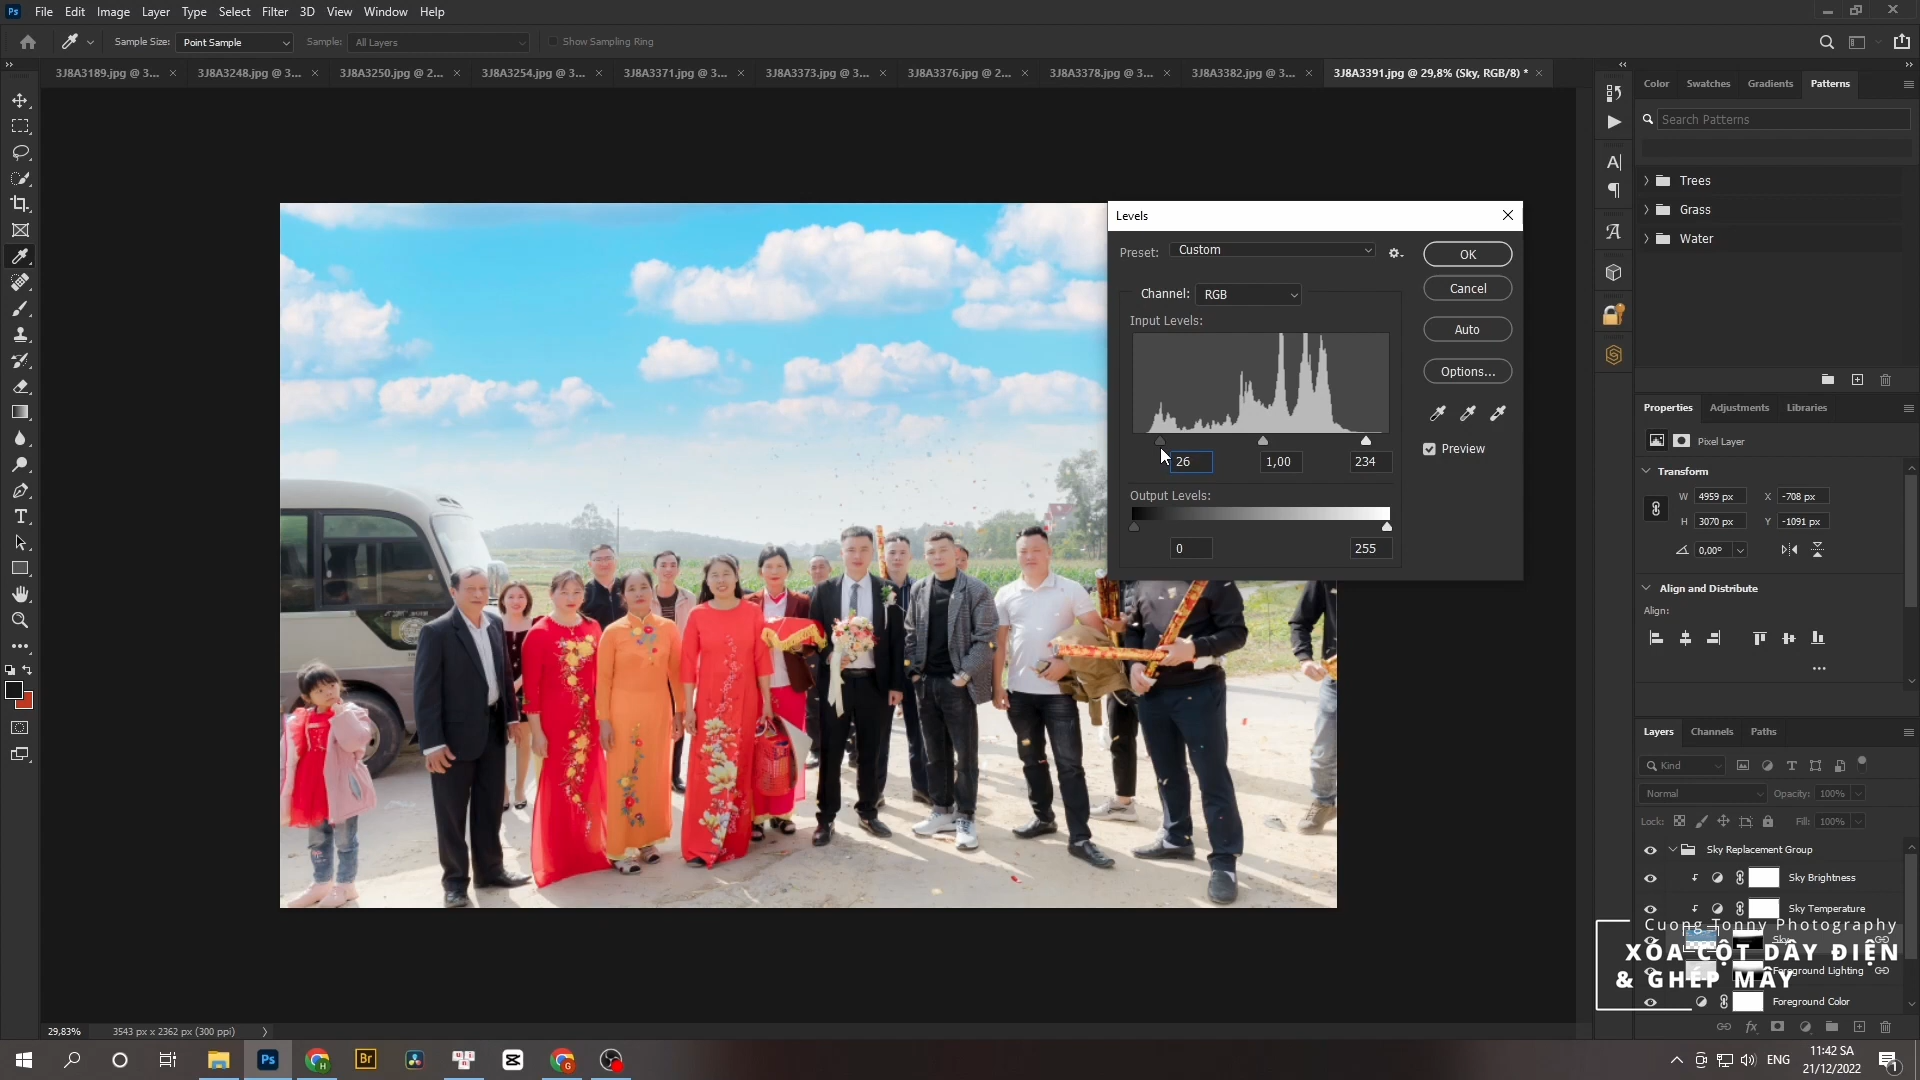 Ps File Edit Image Layer Type Select Filter 3D View Window Help
Sample Size: Point Sample Sample: All Layers Show Sampling Ring
3J8A3189.jpg @ 3... × 3J8A3248.jpg @ 3... × 3J8A3250.jpg @ 2... × 3J8A3254.jpg @ 3... × 3J8A3371.jpg @ 3... × 3J8A3373.jpg @ 3... × 3J8A3376.jpg @ 2... × 3J8A3378.jpg @ 3... × 3J8A3382.jpg @ 3... × 3J8A3391.jpg @ 29,8% (Sky, RGB/8) * ×
Color Swatches Gradients Patterns
Search Patterns
Trees
Grass
Water
Levels
Preset: Custom
OK
Cancel
Channel: RGB
Input Levels:
Auto
Options...
Preview
26 1,00 234
Output Levels:
0 255
Properties Adjustments Libraries
Pixel Layer
Transform
W 4959 px X -708 px
H 3070 px Y -1091 px
0,00°
Align and Distribute
Align:
Layers Channels Paths
Kind
Normal Opacity: 100%
Lock: Fill: 100%
Sky Replacement Group
Sky Brightness
Sky Temperature
Sky
Foreground Lighting
Foreground Color
Cuong Tonny Photography
XÓA CỘT DÂY ĐIỆN
& GHÉP MÂY
29,83% 3543 px x 2362 px (300 ppi)
Ps Br
ENG
11:42 SA
21/12/2022